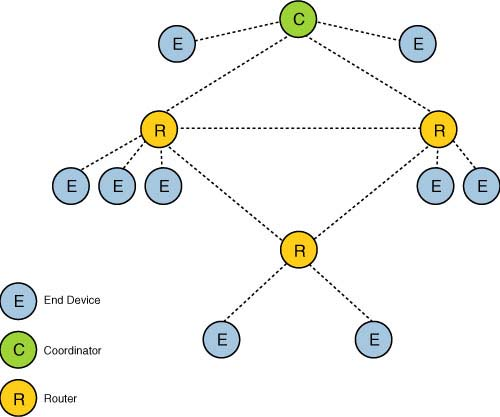 C
E E
R R
E E E E E
R
E E
E End Device
C Coordinator
R Router